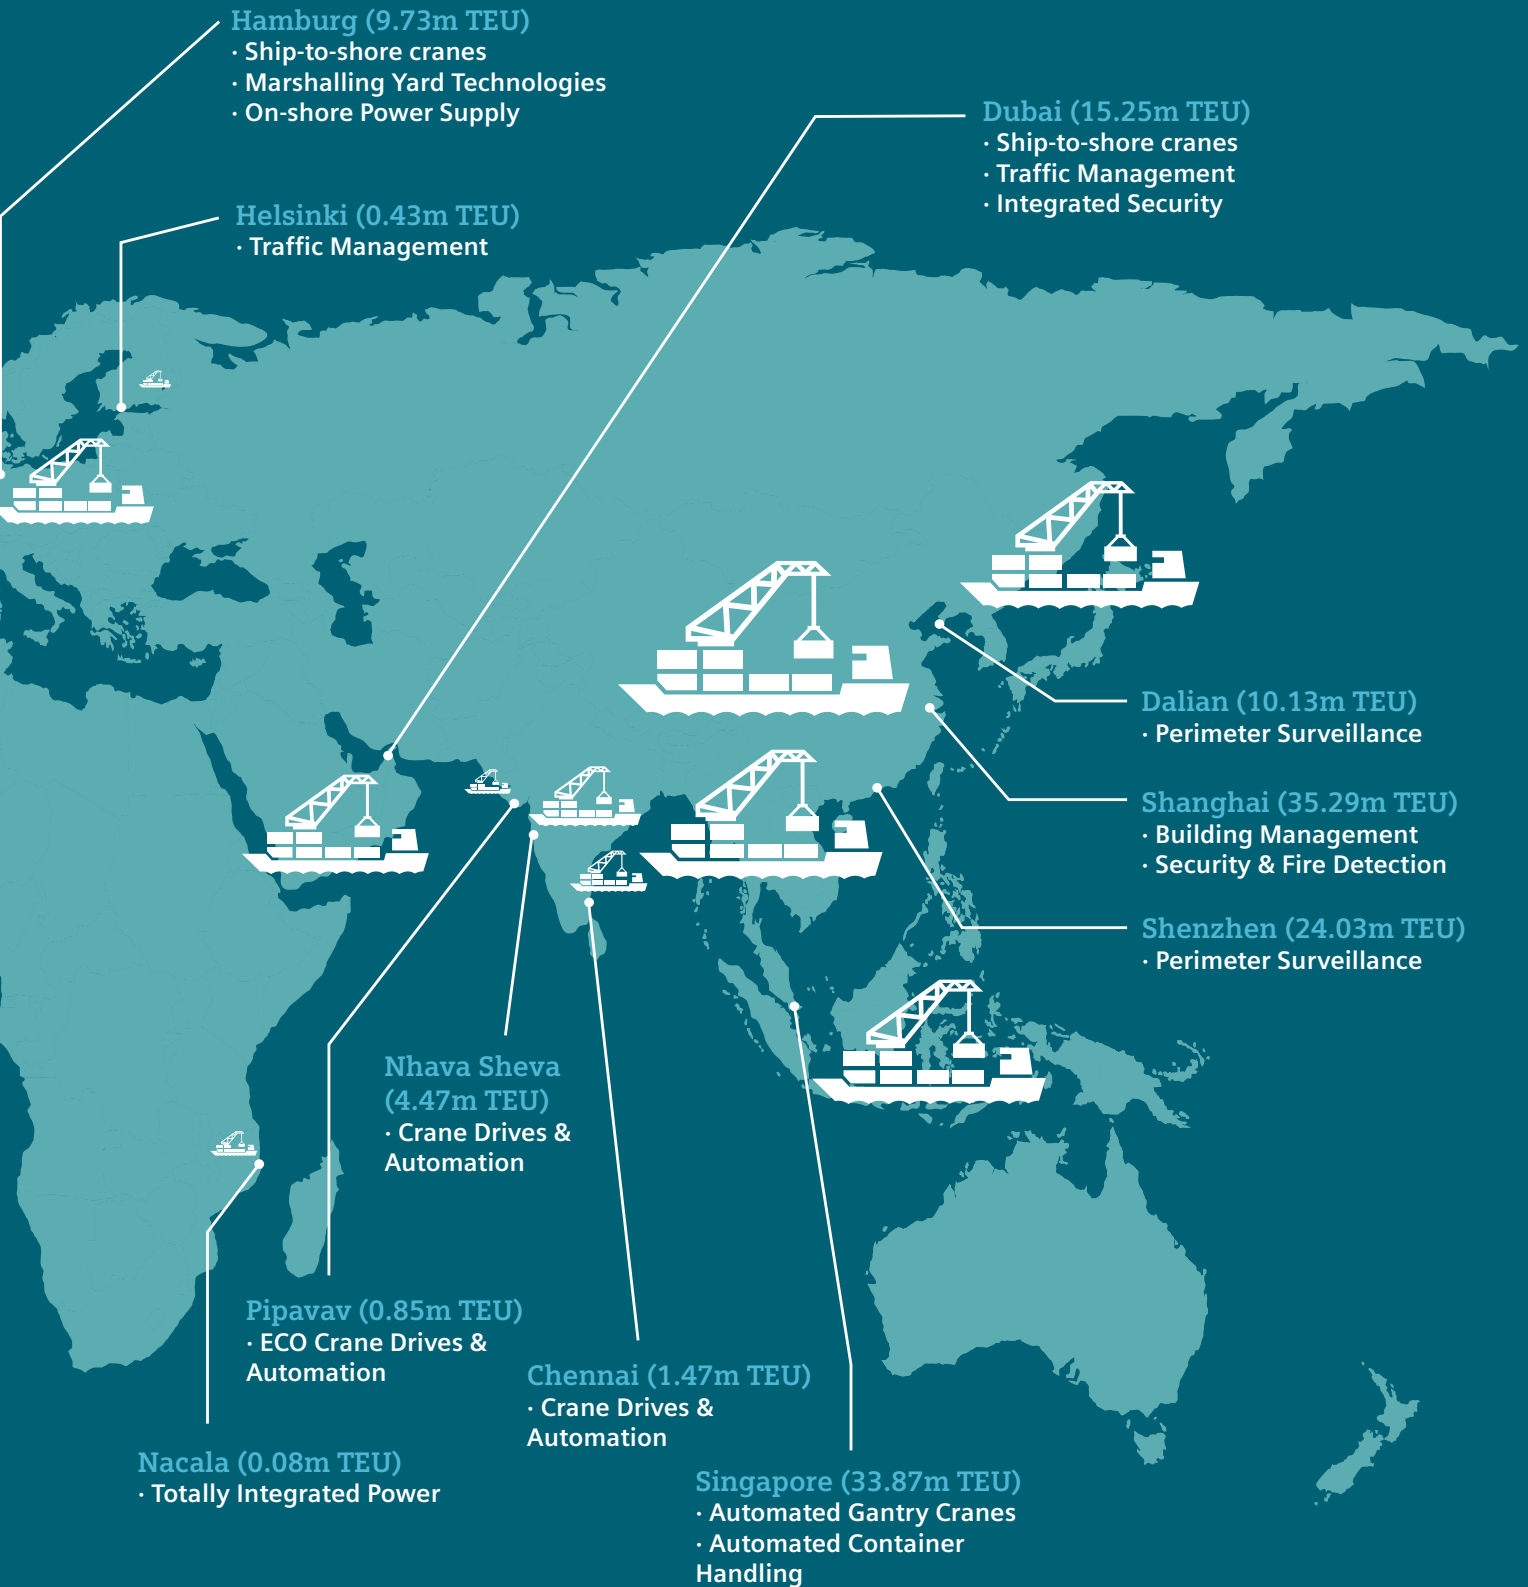 Hamburg (9.73m TEU)
· Ship-to-shore cranes
· Marshalling Yard Technologies
· On-shore Power Supply
Dubai (15.25m TEU)
· Ship-to-shore cranes
· Traffic Management
· Integrated Security
Helsinki (0.43m TEU)
· Traffic Management
Dalian (10.13m TEU)
· Perimeter Surveillance
Shanghai (35.29m TEU)
· Building Management
· Security & Fire Detection
Shenzhen (24.03m TEU)
· Perimeter Surveillance
Nhava Sheva
(4.47m TEU)
· Crane Drives &
Automation
Pipavav (0.85m TEU)
· ECO Crane Drives &
Automation
Chennai (1.47m TEU)
· Crane Drives &
Automation
Nacala (0.08m TEU)
· Totally Integrated Power
Singapore (33.87m TEU)
· Automated Gantry Cranes
· Automated Container
Handling